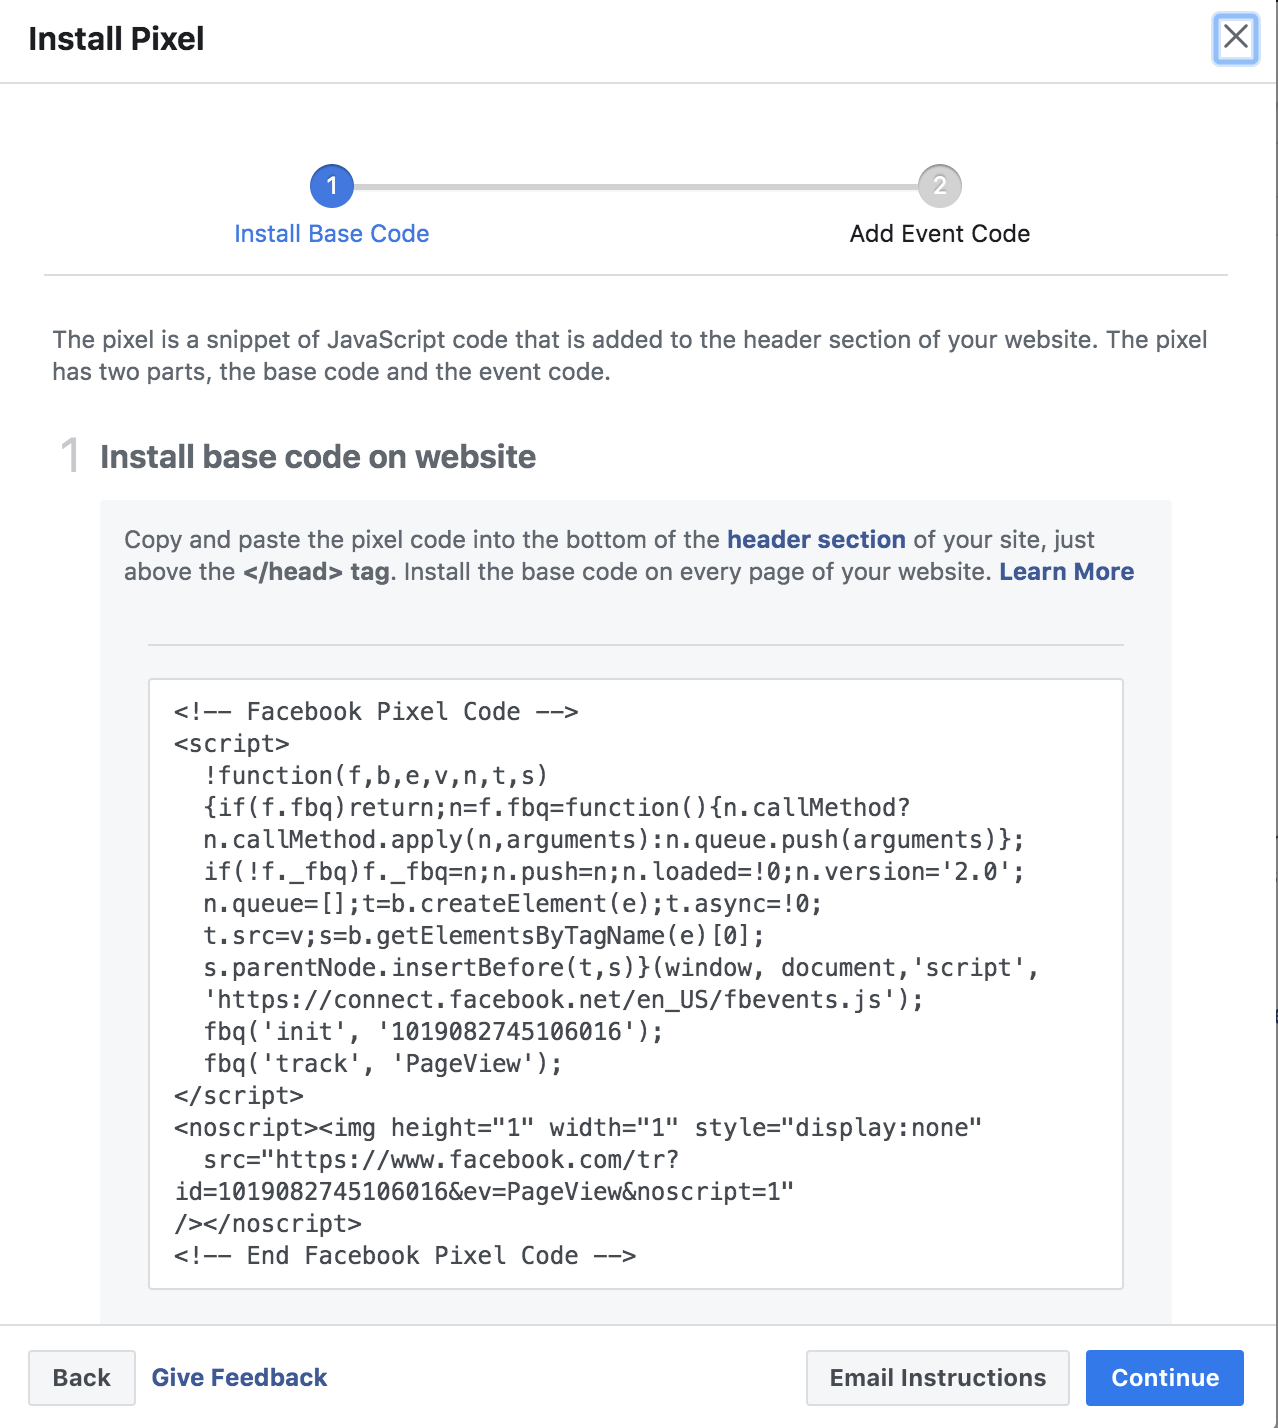 Install Pixel
1
2
Install Base Code
Add Event Code
The pixel is a snippet of JavaScript code that is added to the header section of your website. The pixel
has two parts, the base code and the event code.
1 Install base code on website
Copy and paste the pixel code into the bottom of the header section of your site, just
above the </head> tag. Install the base code on every page of your website. Learn More
<!-- Facebook Pixel Code -->
<script>
  !function(f,b,e,v,n,t,s)
  {if(f.fbq)return;n=f.fbq=function(){n.callMethod?
  n.callMethod.apply(n,arguments):n.queue.push(arguments)};
  if(!f._fbq)f._fbq=n;n.push=n;n.loaded=!0;n.version='2.0';
  n.queue=[];t=b.createElement(e);t.async=!0;
  t.src=v;s=b.getElementsByTagName(e)[0];
  s.parentNode.insertBefore(t,s)}(window, document,'script',
  'https://connect.facebook.net/en_US/fbevents.js');
  fbq('init', '1019082745106016');
  fbq('track', 'PageView');
</script>
<noscript><img height="1" width="1" style="display:none"
  src="https://www.facebook.com/tr?
id=1019082745106016&ev=PageView&noscript=1"
/></noscript>
<!-- End Facebook Pixel Code -->
Back
Give Feedback
Email Instructions
Continue